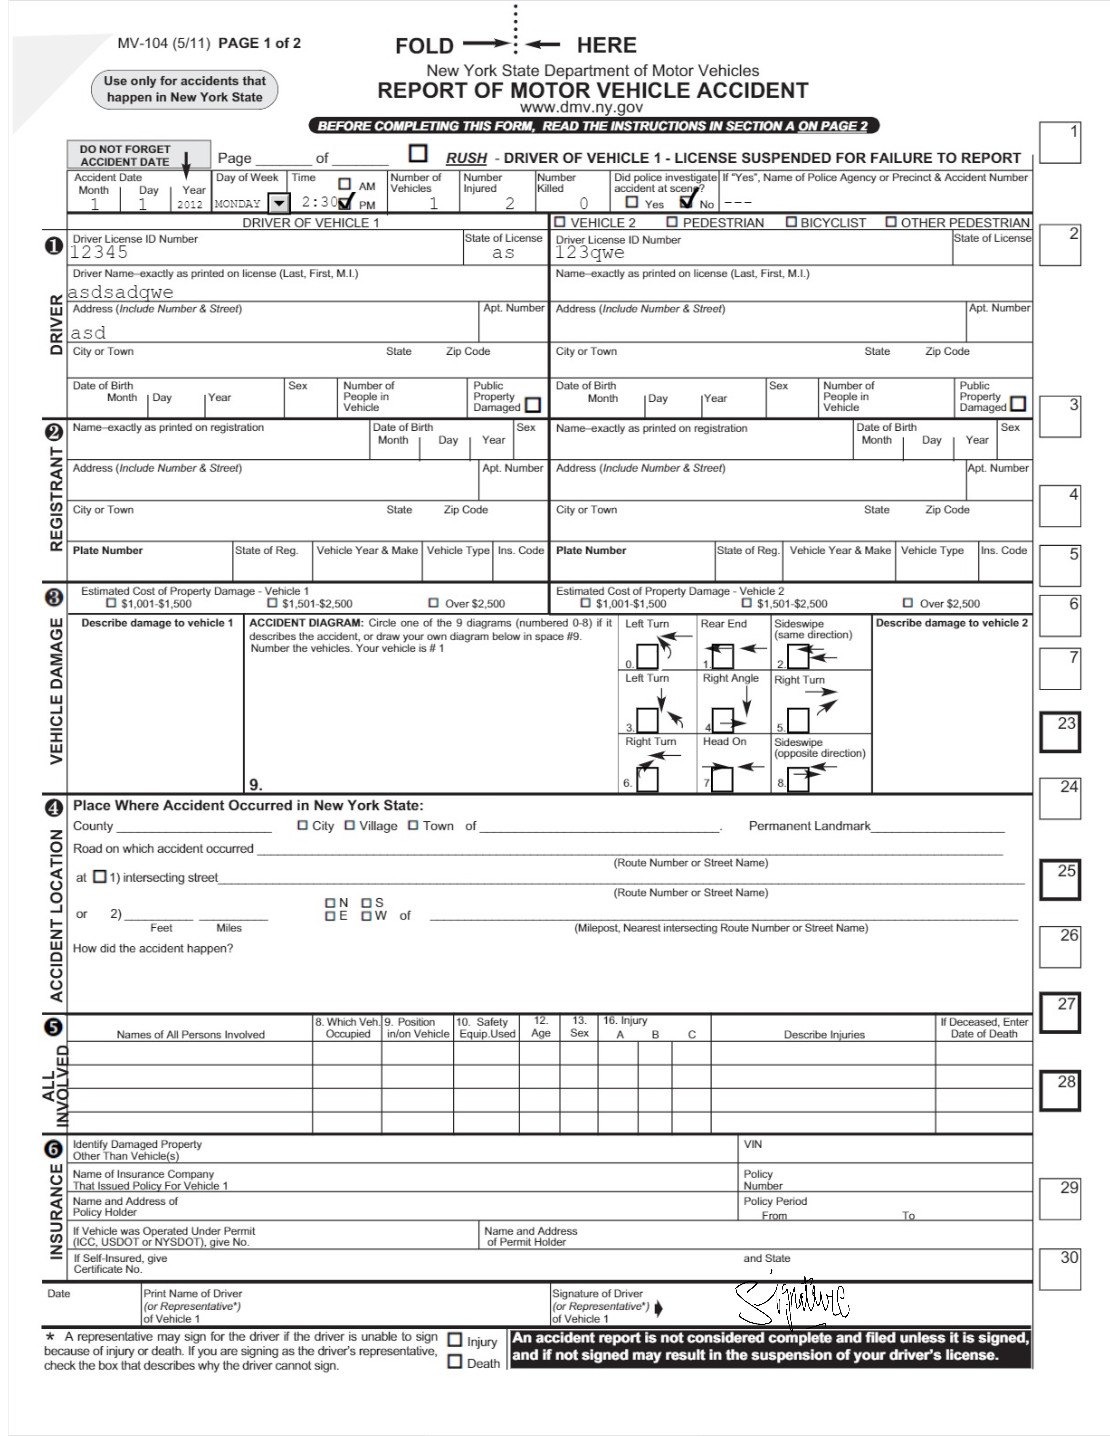 MV-104 (5/11) PAGE 1 of 2
FOLD HERE
Use only for accidents that
happen in New York State
New York State Department of Motor Vehicles
REPORT OF MOTOR VEHICLE ACCIDENT
www.dmv.ny.gov
BEFORE COMPLETING THIS FORM, READ THE INSTRUCTIONS IN SECTION A ON PAGE 2
1
DO NOT FORGET
ACCIDENT DATE
Page ______ of ______ RUSH - DRIVER OF VEHICLE 1 - LICENSE SUSPENDED FOR FAILURE TO REPORT
Accident Date
Month Day Year
1 1 2012
Day of Week
MONDAY
Time
2:30
AM
PM
Number of
Vehicles
1
Number
Injured
2
Number
Killed
0
Did police investigate
accident at scene?
Yes No
If "Yes", Name of Police Agency or Precinct & Accident Number
---
DRIVER OF VEHICLE 1
VEHICLE 2 PEDESTRIAN BICYCLIST OTHER PEDESTRIAN
2
1
DRIVER
Driver License ID Number
12345
State of License
as
Driver License ID Number
123qwe
State of License
Driver Name–exactly as printed on license (Last, First, M.I.)
asdsadqwe
Name–exactly as printed on license (Last, First, M.I.)
Address (Include Number & Street) Apt. Number
asd
Address (Include Number & Street) Apt. Number
City or Town State Zip Code
City or Town State Zip Code
Date of Birth
Month Day Year
Sex
Number of
People in
Vehicle
Public
Property
Damaged
Date of Birth
Month Day Year
Sex
Number of
People in
Vehicle
Public
Property
Damaged
3
2
REGISTRANT
Name–exactly as printed on registration
Date of Birth
Month Day Year
Sex
Name–exactly as printed on registration
Date of Birth
Month Day Year
Sex
Address (Include Number & Street) Apt. Number
Address (Include Number & Street) Apt. Number
4
City or Town State Zip Code
City or Town State Zip Code
Plate Number State of Reg. Vehicle Year & Make Vehicle Type Ins. Code
Plate Number State of Reg. Vehicle Year & Make Vehicle Type Ins. Code
5
3
VEHICLE DAMAGE
Estimated Cost of Property Damage - Vehicle 1
$1,001-$1,500 $1,501-$2,500 Over $2,500
Estimated Cost of Property Damage - Vehicle 2
$1,001-$1,500 $1,501-$2,500 Over $2,500
6
Describe damage to vehicle 1
ACCIDENT DIAGRAM: Circle one of the 9 diagrams (numbered 0-8) if it
describes the accident, or draw your own diagram below in space #9.
Number the vehicles. Your vehicle is # 1
9.
Left Turn
0.
Rear End
1.
Sideswipe
(same direction)
2.
Left Turn
3.
Right Angle
4.
Right Turn
5.
Right Turn
6.
Head On
7.
Sideswipe
(opposite direction)
8.
Describe damage to vehicle 2
7
23
24
4
ACCIDENT LOCATION
Place Where Accident Occurred in New York State:
County ______ City Village Town of ______. Permanent Landmark______
Road on which accident occurred ______
(Route Number or Street Name)
at 1) intersecting street______
(Route Number or Street Name)
25
or 2) ______ ______
Feet Miles
N S
E W of ______
(Milepost, Nearest intersecting Route Number or Street Name)
26
How did the accident happen?
27
5
ALL
INVOLVED
Names of All Persons Involved
8. Which Veh.
Occupied
9. Position
in/on Vehicle
10. Safety
Equip.Used
12.
Age
13.
Sex
16. Injury
A B C
Describe Injuries
If Deceased, Enter
Date of Death
28
6
INSURANCE
Identify Damaged Property
Other Than Vehicle(s)
VIN
Name of Insurance Company
That Issued Policy For Vehicle 1
Policy
Number
29
Name and Address of
Policy Holder
Policy Period
From To
If Vehicle was Operated Under Permit
(ICC, USDOT or NYSDOT), give No.
Name and Address
of Permit Holder
If Self-Insured, give
Certificate No.
and State
30
Date
Print Name of Driver
(or Representative*)
of Vehicle 1
Signature of Driver
(or Representative*)
of Vehicle 1
Signature
* A representative may sign for the driver if the driver is unable to sign
because of injury or death. If you are signing as the driver's representative,
check the box that describes why the driver cannot sign.
Injury
Death
An accident report is not considered complete and filed unless it is signed,
and if not signed may result in the suspension of your driver's license.